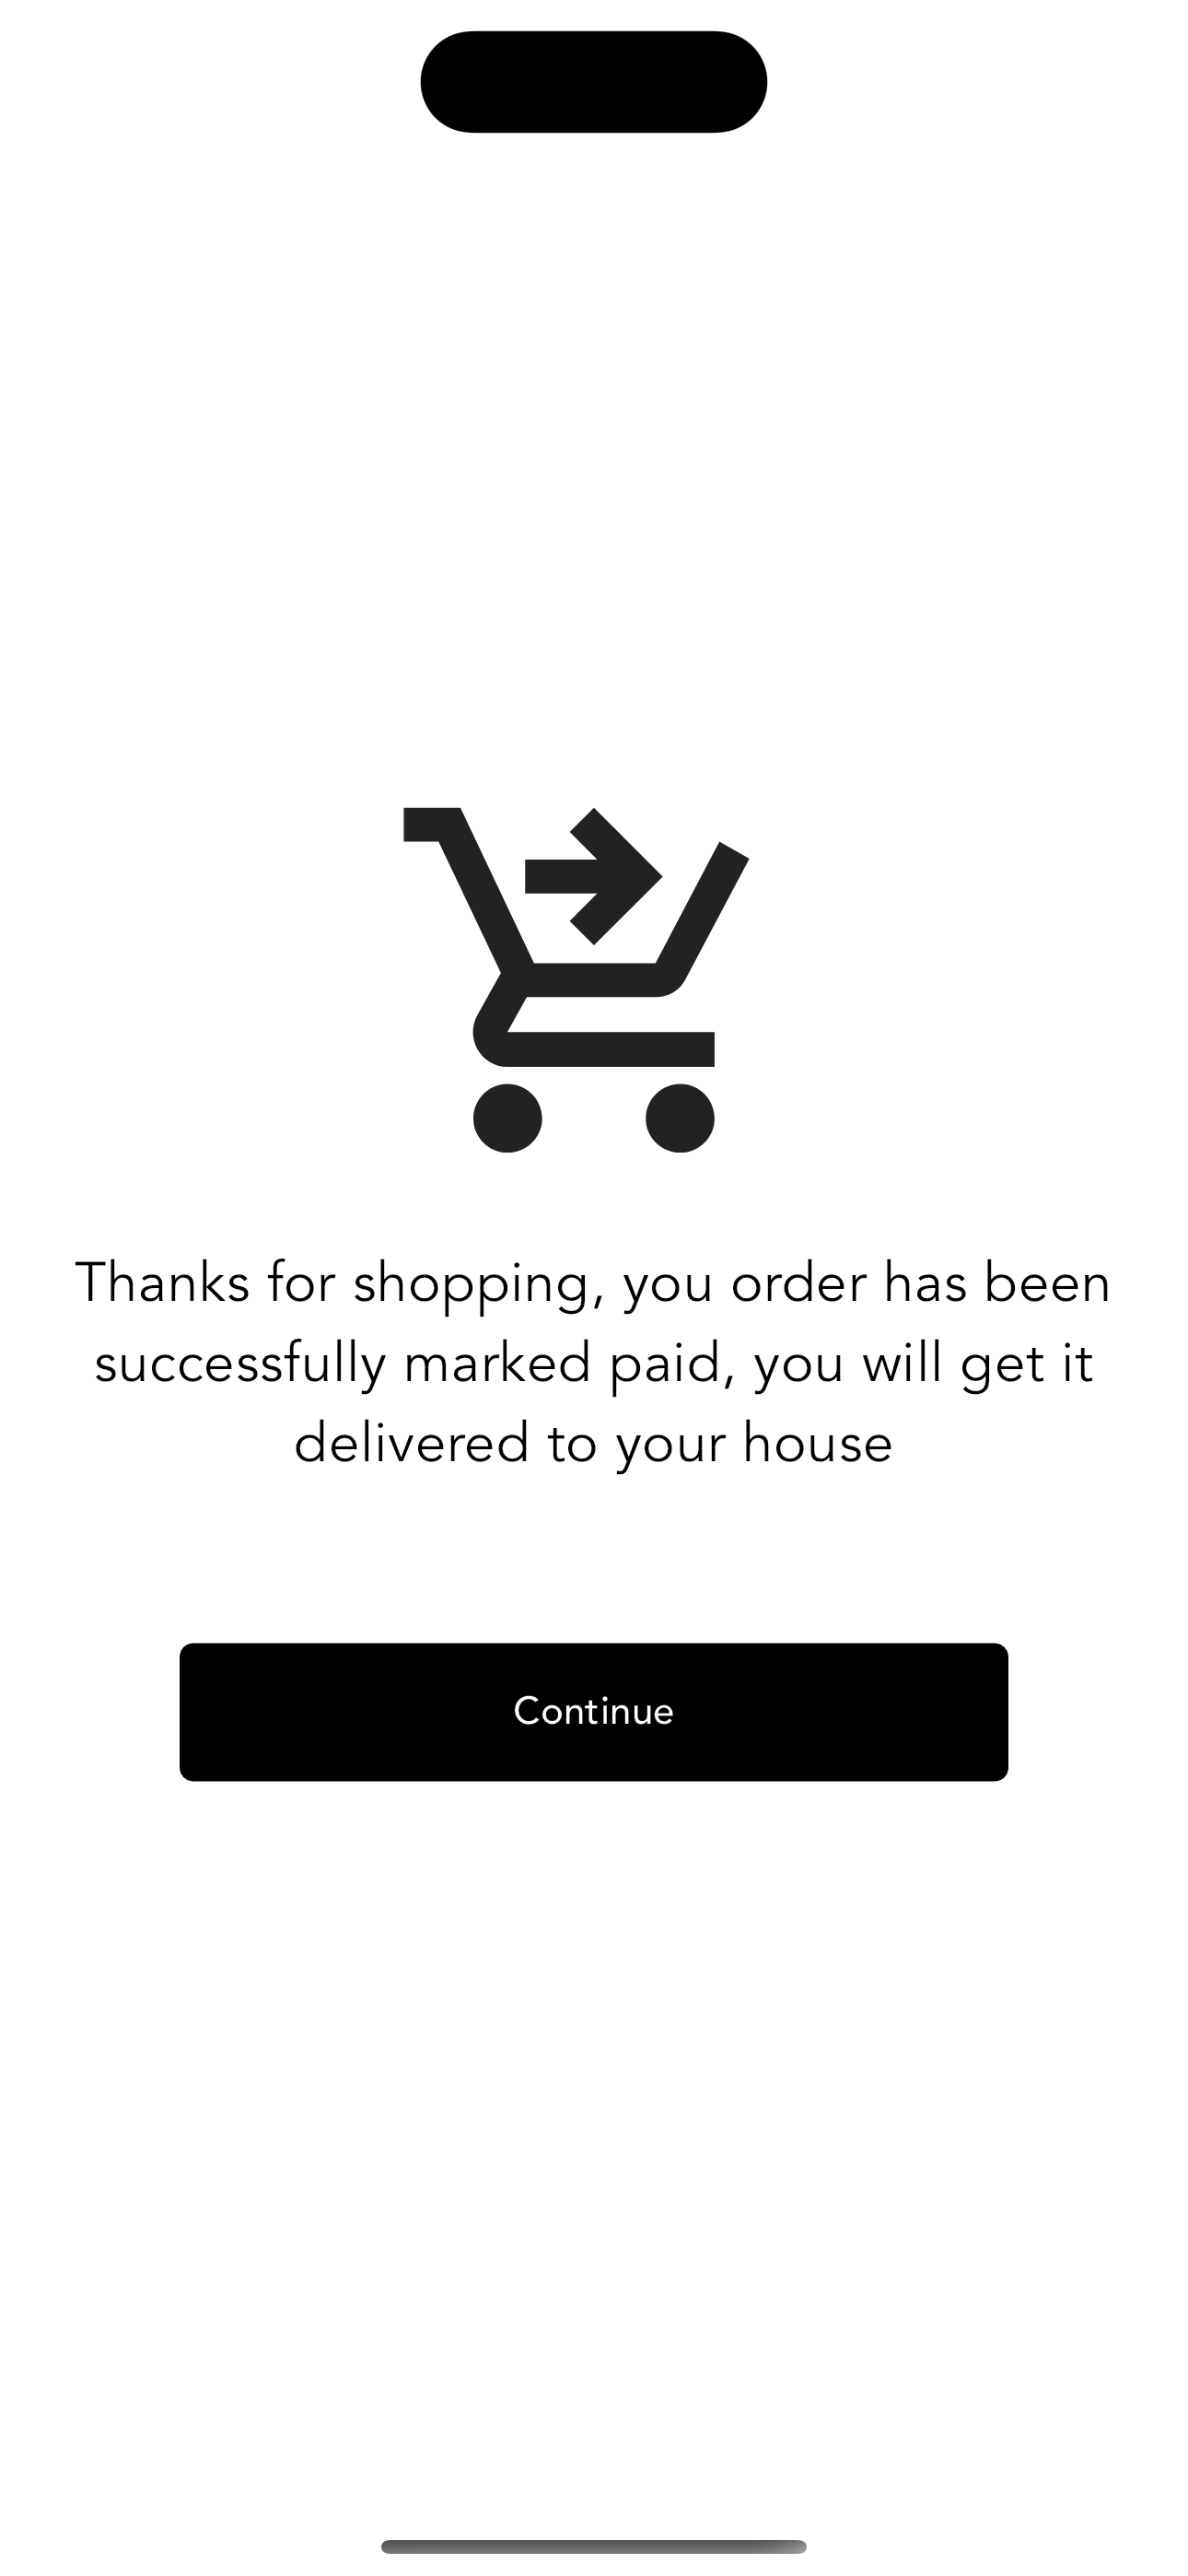 Thanks for shopping, you order has been
successfully marked paid, you will get it
delivered to your house
Continue